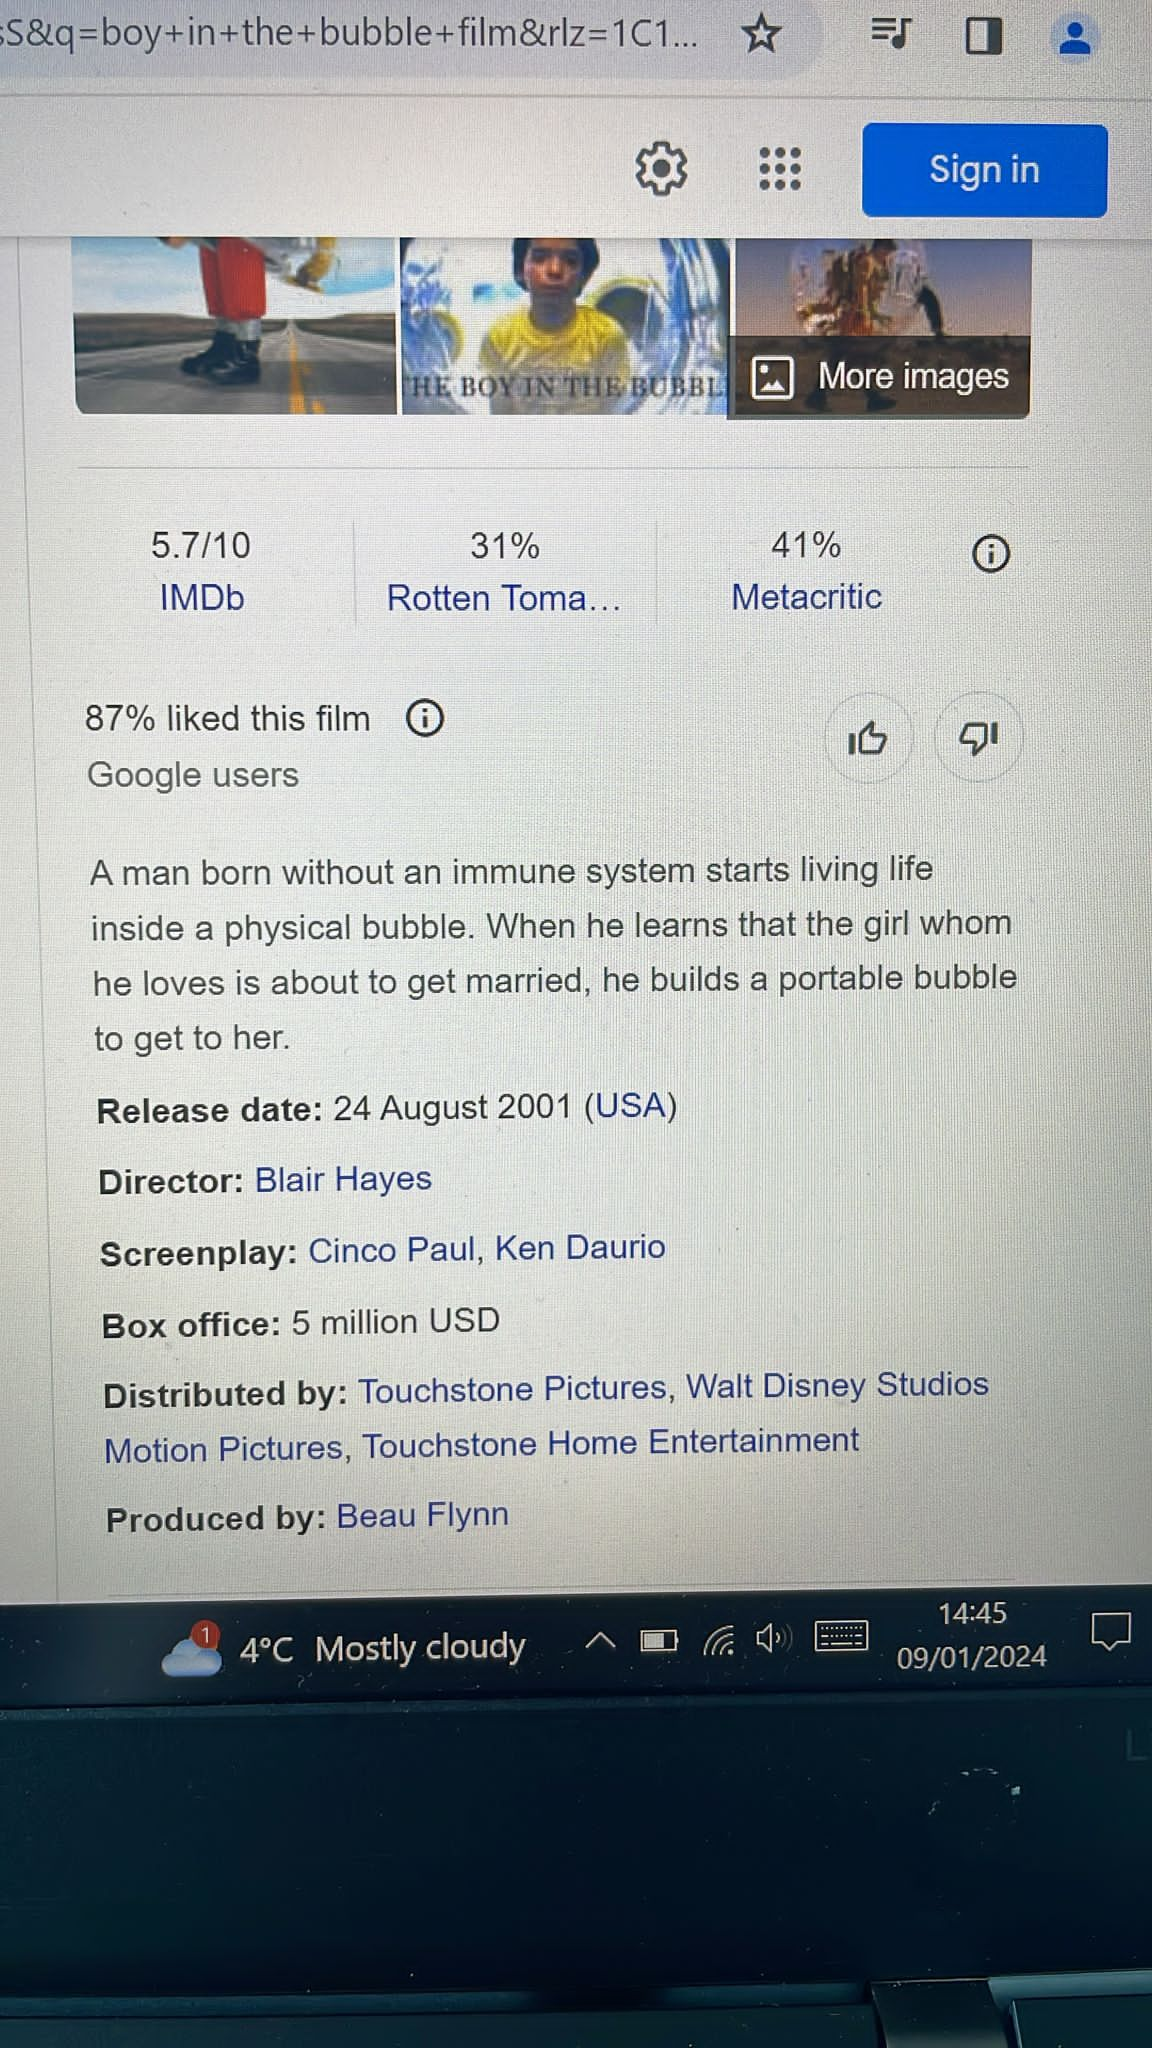 sS&q=boy+in+the+bubble+film&rlz=1C1...
Sign in
THE BOY IN THE BUBBL
More images
5.7/10
IMDb
31%
Rotten Toma...
41%
Metacritic
87% liked this film
Google users
A man born without an immune system starts living life
inside a physical bubble. When he learns that the girl whom
he loves is about to get married, he builds a portable bubble
to get to her.
Release date: 24 August 2001 (USA)
Director: Blair Hayes
Screenplay: Cinco Paul, Ken Daurio
Box office: 5 million USD
Distributed by: Touchstone Pictures, Walt Disney Studios
Motion Pictures, Touchstone Home Entertainment
Produced by: Beau Flynn
1
4°C Mostly cloudy
14:45
09/01/2024